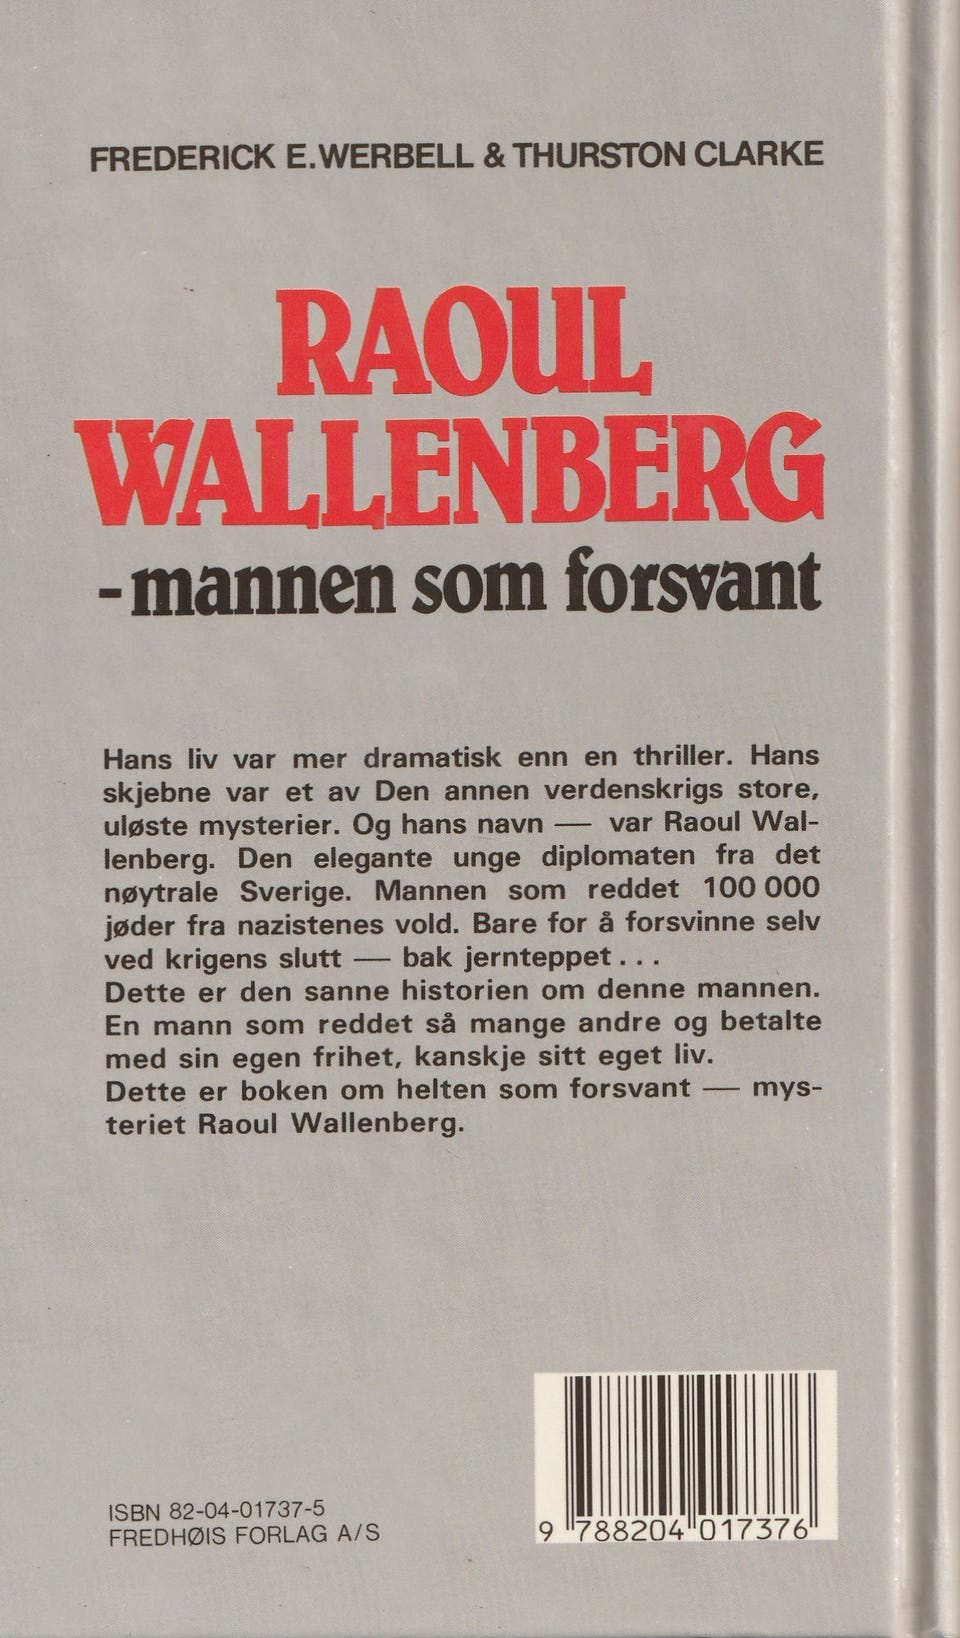 FREDERICK E. WERBELL & THURSTON CLARKE
RAOUL
WALLENBERG
- mannen som forsvant
Hans liv var mer dramatisk enn en thriller. Hans
skjebne var et av Den annen verdenskrigs store,
uløste mysterier. Og hans navn — var Raoul Wal-
lenberg. Den elegante unge diplomaten fra det
nøytrale Sverige. Mannen som reddet 100 000
jøder fra nazistenes vold. Bare for å forsvinne selv
ved krigens slutt — bak jernteppet . . .
Dette er den sanne historien om denne mannen.
En mann som reddet så mange andre og betalte
med sin egen frihet, kanskje sitt eget liv.
Dette er boken om helten som forsvant — mys-
teriet Raoul Wallenberg.
ISBN 82-04-01737-5
FREDHØIS FORLAG A/S
9 788204 017376